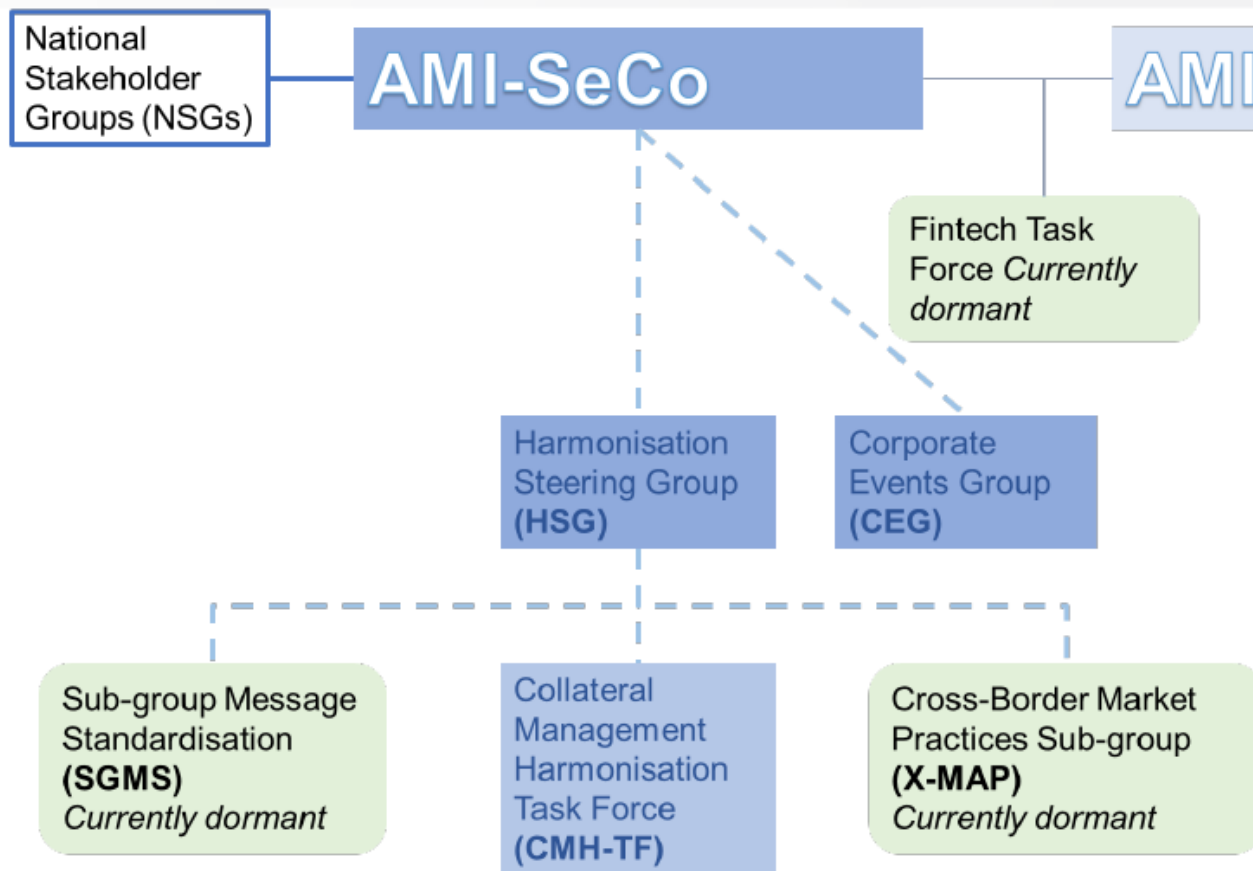 National
Stakeholder
Groups (NSGs)
AMI-SeCo
AMI
Fintech Task
Force Currently
dormant
Harmonisation
Steering Group
(HSG)
Corporate
Events Group
(CEG)
Sub-group Message
Standardisation
(SGMS)
Currently dormant
Collateral
Management
Harmonisation
Task Force
(CMH-TF)
Cross-Border Market
Practices Sub-group
(X-MAP)
Currently dormant